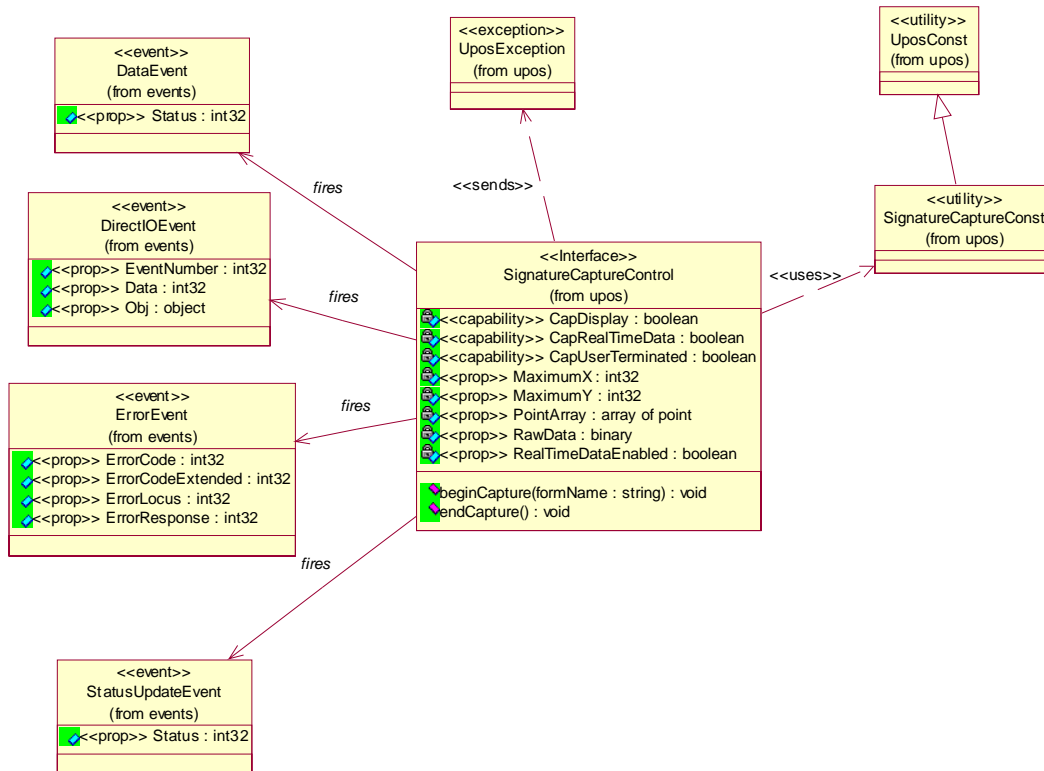 <<event>>
DataEvent
(from events)
<<prop>> Status : int32
<<exception>>
UposException
(from upos)
<<utility>>
UposConst
(from upos)
fires
<<sends>>
<<event>>
DirectIOEvent
(from events)
<<prop>> EventNumber : int32
<<prop>> Data : int32
<<prop>> Obj : object
fires
<<utility>>
SignatureCaptureConst
(from upos)
<<uses>>
<<Interface>>
SignatureCaptureControl
(from upos)
<<capability>> CapDisplay : boolean
<<capability>> CapRealTimeData : boolean
<<capability>> CapUserTerminated : boolean
<<prop>> MaximumX : int32
<<prop>> MaximumY : int32
<<prop>> PointArray : array of point
<<prop>> RawData : binary
<<prop>> RealTimeDataEnabled : boolean
beginCapture(formName : string) : void
endCapture() : void
<<event>>
ErrorEvent
(from events)
<<prop>> ErrorCode : int32
<<prop>> ErrorCodeExtended : int32
<<prop>> ErrorLocus : int32
<<prop>> ErrorResponse : int32
fires
fires
<<event>>
StatusUpdateEvent
(from events)
<<prop>> Status : int32